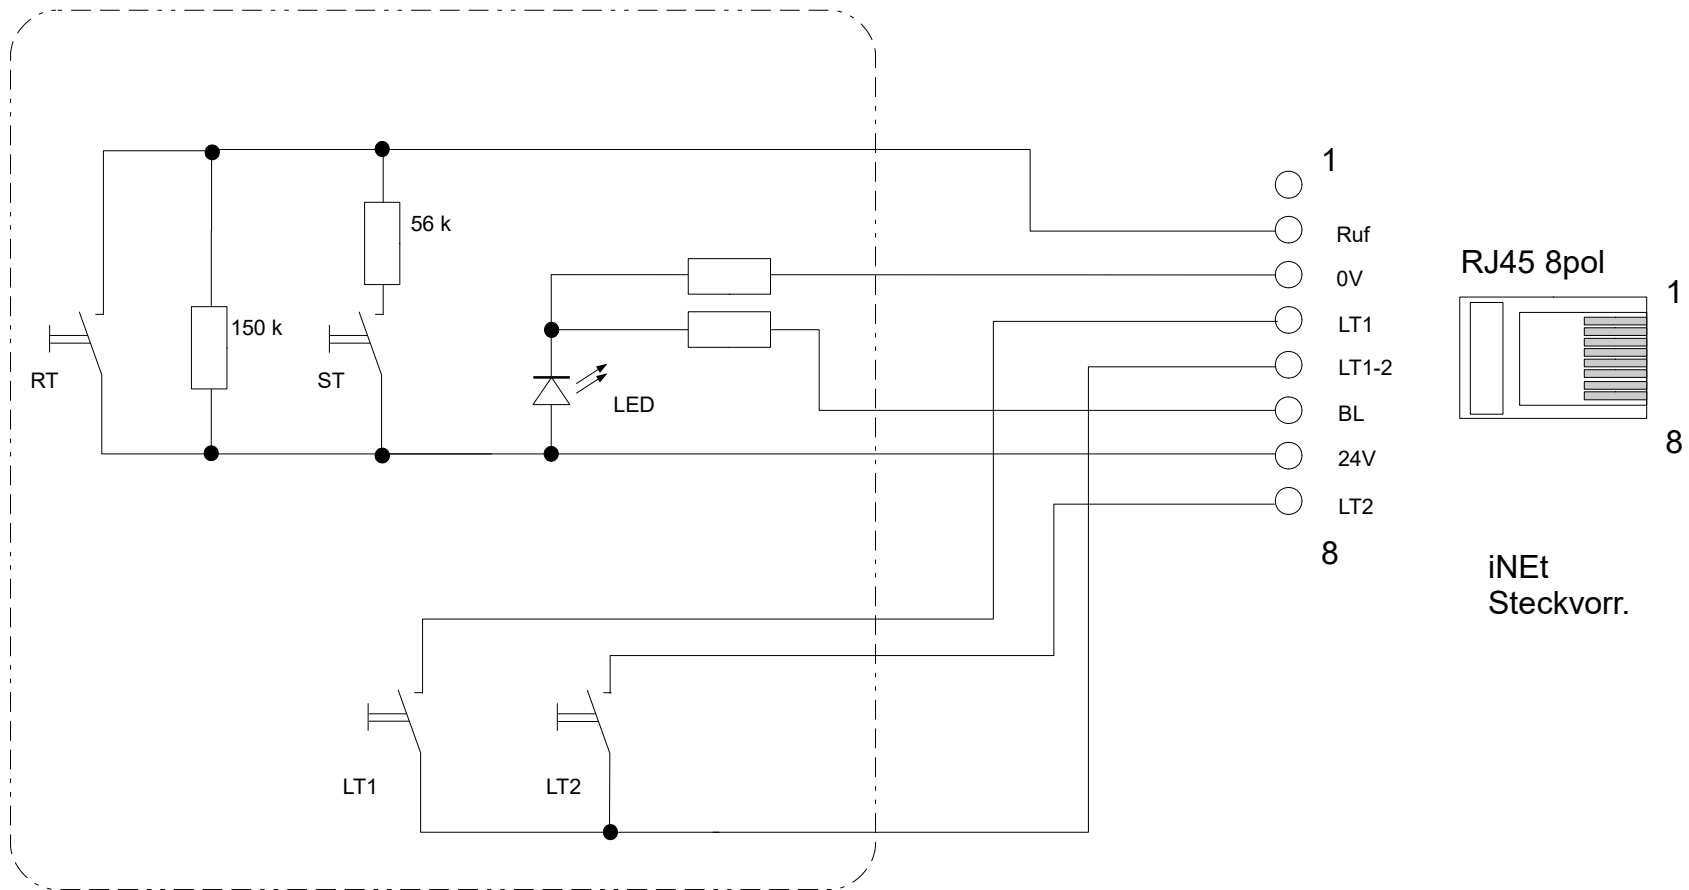 1
Ruf
56 k
RJ45 8pol
0V
1
LT1
150 k
LT1-2
RT
ST
LED
BL
8
24V
LT2
8
iNEt
Steckvorr.
LT1
LT2